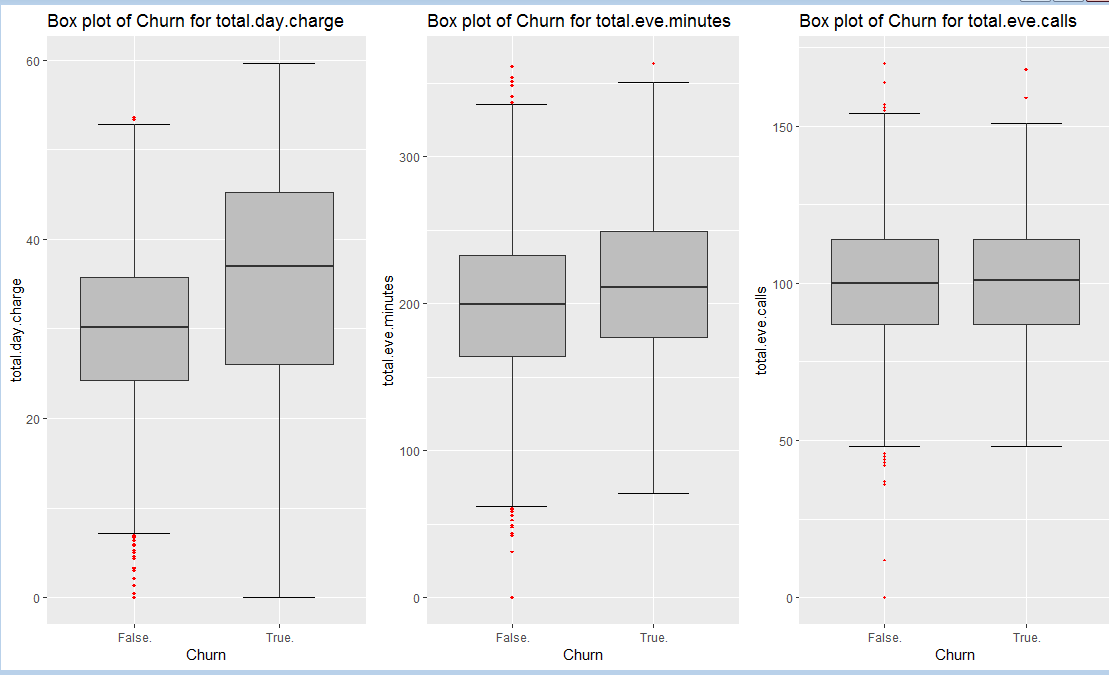 Box plot of Churn for total.day.charge
60
40
20
0
total.day.charge
False.
True.
Churn
Box plot of Churn for total.eve.minutes
300
200
100
0
total.eve.minutes
False.
True.
Churn
Box plot of Churn for total.eve.calls
150
100
50
0
total.eve.calls
False.
True.
Churn